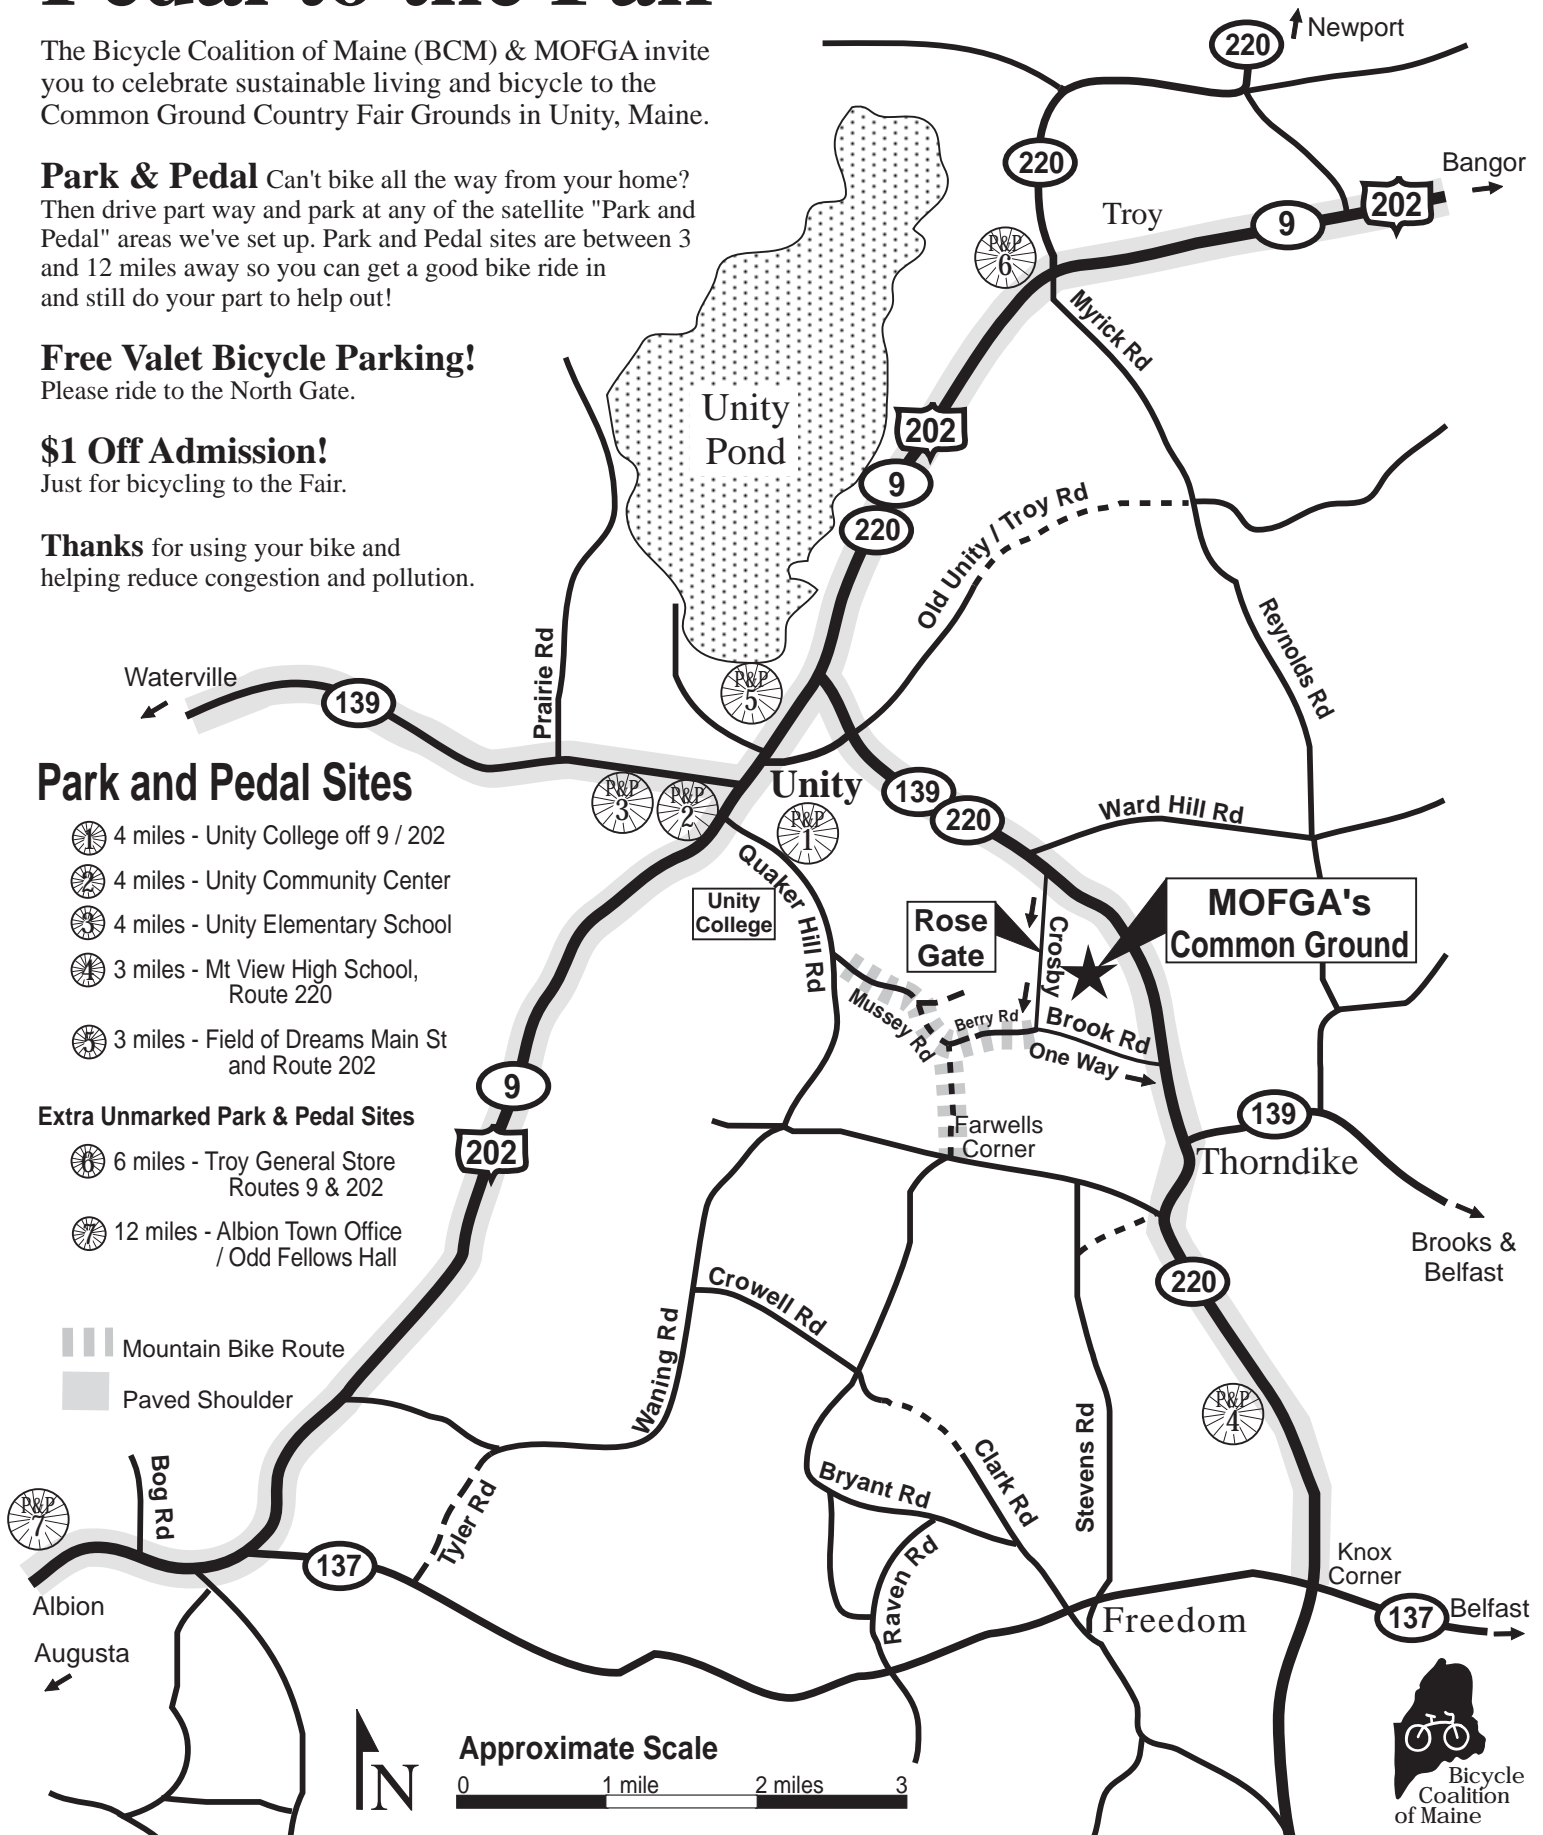 The Bicycle Coalition of Maine (BCM) & MOFGA invite
you to celebrate sustainable living and bicycle to the
Common Ground Country Fair Grounds in Unity, Maine.
Park & Pedal Can't bike all the way from your home?
Then drive part way and park at any of the satellite "Park and
Pedal" areas we've set up. Park and Pedal sites are between 3
and 12 miles away so you can get a good bike ride in
and still do your part to help out!
Free Valet Bicycle Parking!
Please ride to the North Gate.
$1 Off Admission!
Just for bicycling to the Fair.
Thanks for using your bike and
helping reduce congestion and pollution.
220
Newport
220
Bangor
202
9
Troy
P&P
6
Myrick Rd
Unity
Pond
202
9
220
Old Unity / Troy Rd
Reynolds Rd
Prairie Rd
Waterville
139
P&P
5
P&P
3
P&P
2
Unity
P&P
1
139
220
Ward Hill Rd
Quaker Hill Rd
Unity
College
Rose
Gate
Crosby
Brook Rd
MOFGA's
Common Ground
Mussey Rd
Berry Rd
One Way
Farwells
Corner
139
Thorndike
Brooks &
Belfast
220
Park and Pedal Sites
1 4 miles - Unity College off 9 / 202
2 4 miles - Unity Community Center
3 4 miles - Unity Elementary School
4 3 miles - Mt View High School,
Route 220
5 3 miles - Field of Dreams Main St
and Route 202
Extra Unmarked Park & Pedal Sites
6 6 miles - Troy General Store
Routes 9 & 202
7 12 miles - Albion Town Office
/ Odd Fellows Hall
Mountain Bike Route
Paved Shoulder
9
202
Crowell Rd
Waning Rd
P&P
4
Stevens Rd
Clark Rd
Bryant Rd
Raven Rd
Tyler Rd
Bog Rd
P&P
7
137
Albion
Augusta
Knox
Corner
137
Belfast
Freedom
N
Approximate Scale
0 1 mile 2 miles 3
Bicycle
Coalition
of Maine